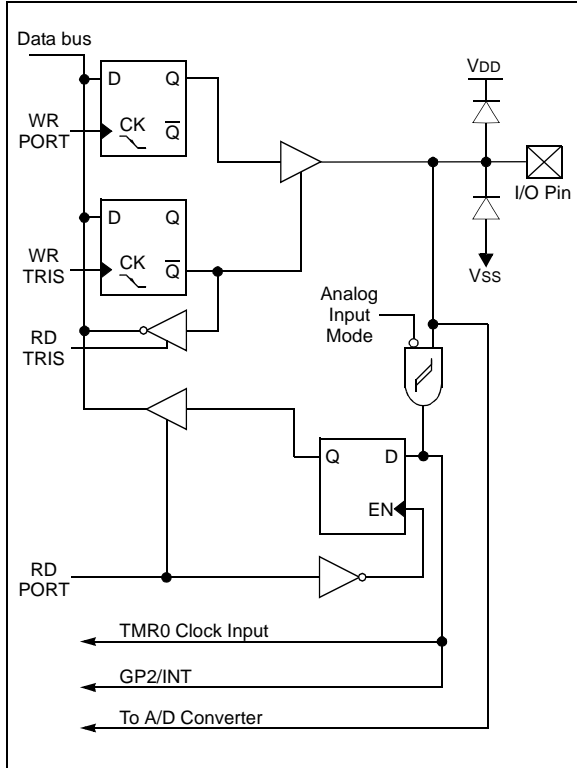 Data bus
D Q
WR
PORT
CK Q̅
VDD
I/O Pin
VSS
D Q
WR
TRIS
CK Q̅
RD
TRIS
Analog
Input
Mode
Q D
EN
RD
PORT
TMR0 Clock Input
GP2/INT
To A/D Converter